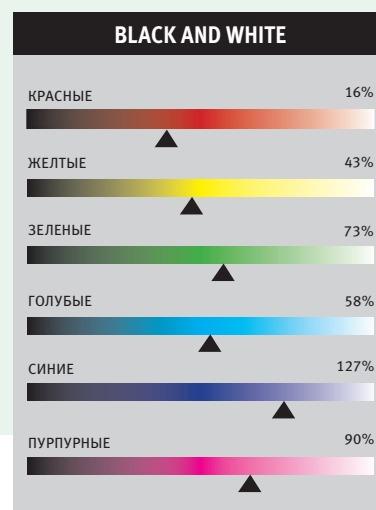 BLACK AND WHITE
КРАСНЫЕ 16%
ЖЕЛТЫЕ 43%
ЗЕЛЕНЫЕ 73%
ГОЛУБЫЕ 58%
СИНИЕ 127%
ПУРПУРНЫЕ 90%